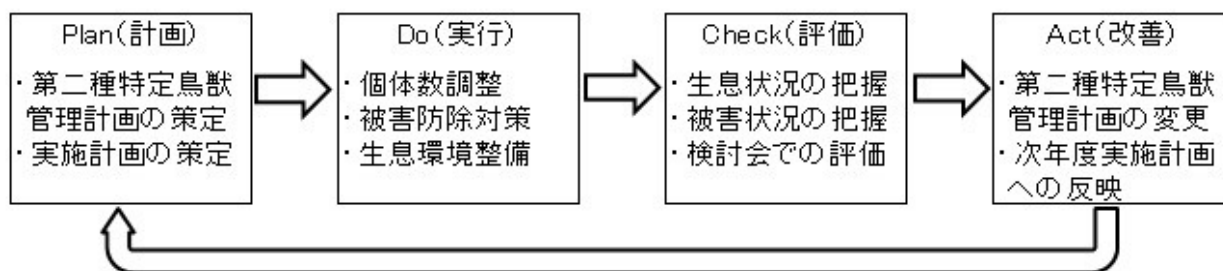 Plan(計画)
・第二種特定鳥獣
管理計画の策定
・実施計画の策定
Do(実行)
・個体数調整
・被害防除対策
・生息環境整備
Check(評価)
・生息状況の把握
・被害状況の把握
・検討会での評価
Act(改善)
・第二種特定鳥獣
管理計画の変更
・次年度実施計画
への反映